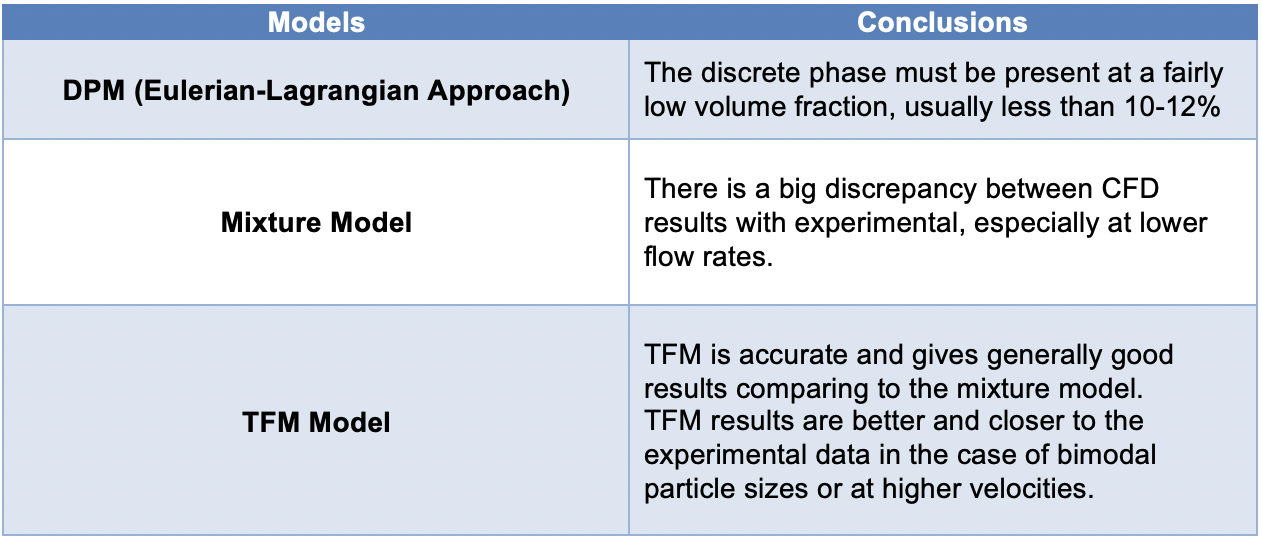 Models
Conclusions
DPM (Eulerian-Lagrangian Approach)
The discrete phase must be present at a fairly
low volume fraction, usually less than 10-12%
Mixture Model
There is a big discrepancy between CFD
results with experimental, especially at lower
flow rates.
TFM Model
TFM is accurate and gives generally good
results comparing to the mixture model.
TFM results are better and closer to the
experimental data in the case of bimodal
particle sizes or at higher velocities.